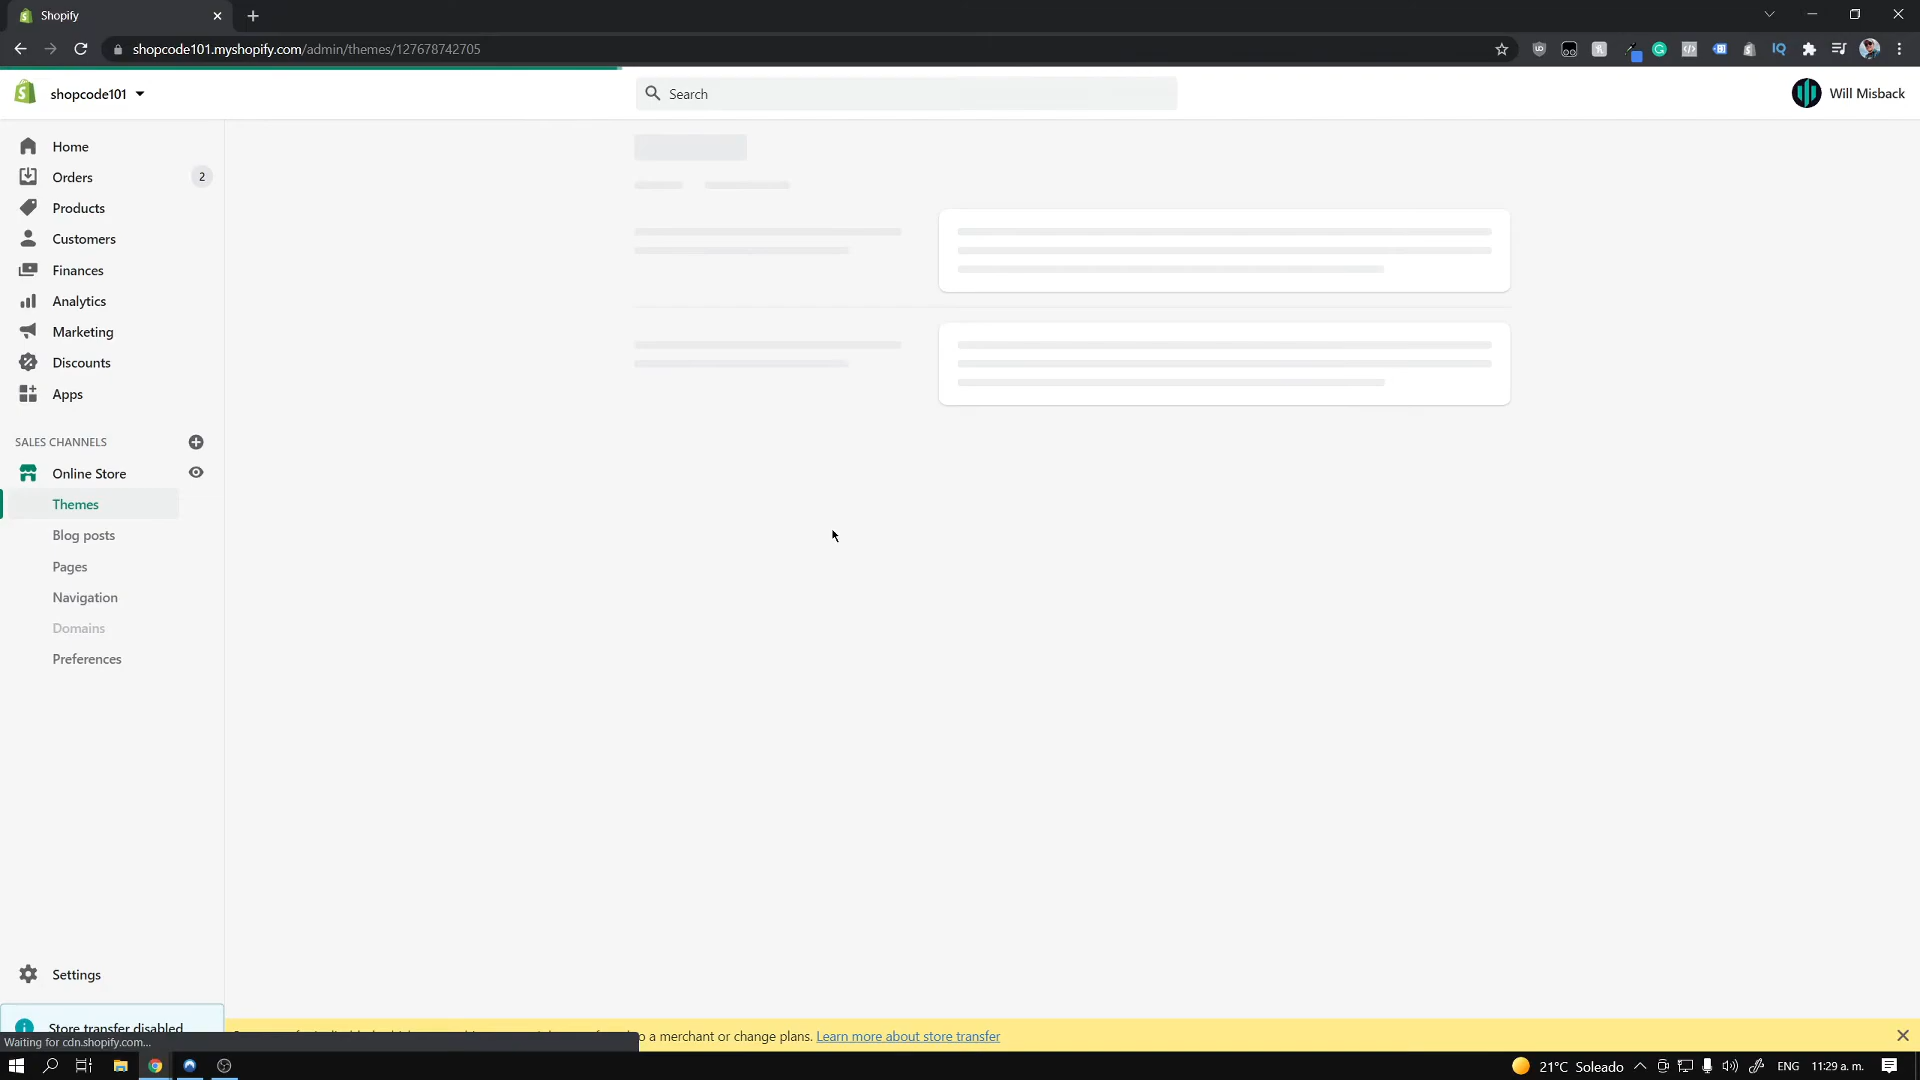 Shopify
shopcode101.myshopify.com/admin/themes/127678742705
shopcode101
Search
Will Misback
Home
Orders
2
Products
Customers
Finances
Analytics
Marketing
Discounts
Apps
SALES CHANNELS
Online Store
Themes
Blog posts
Pages
Navigation
Domains
Preferences
Settings
Store transfer disabled
o a merchant or change plans. Learn more about store transfer
Waiting for cdn.shopify.com...
21°C Soleado
ENG
11:29 a. m.